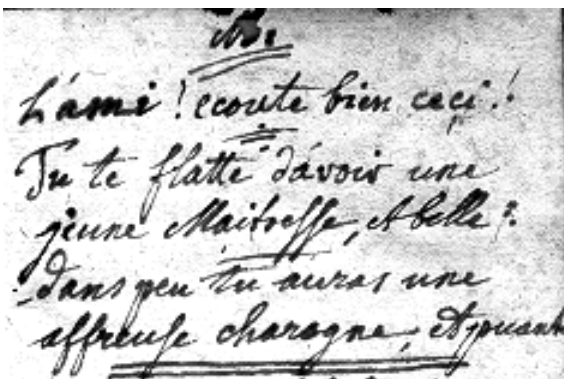 L'ami ! ecoute bien ceci !
Tu te flatte d'avoir une
jeune Maitresse, et belle ?
dans peu tu auras une
affreuse charogne, et puant